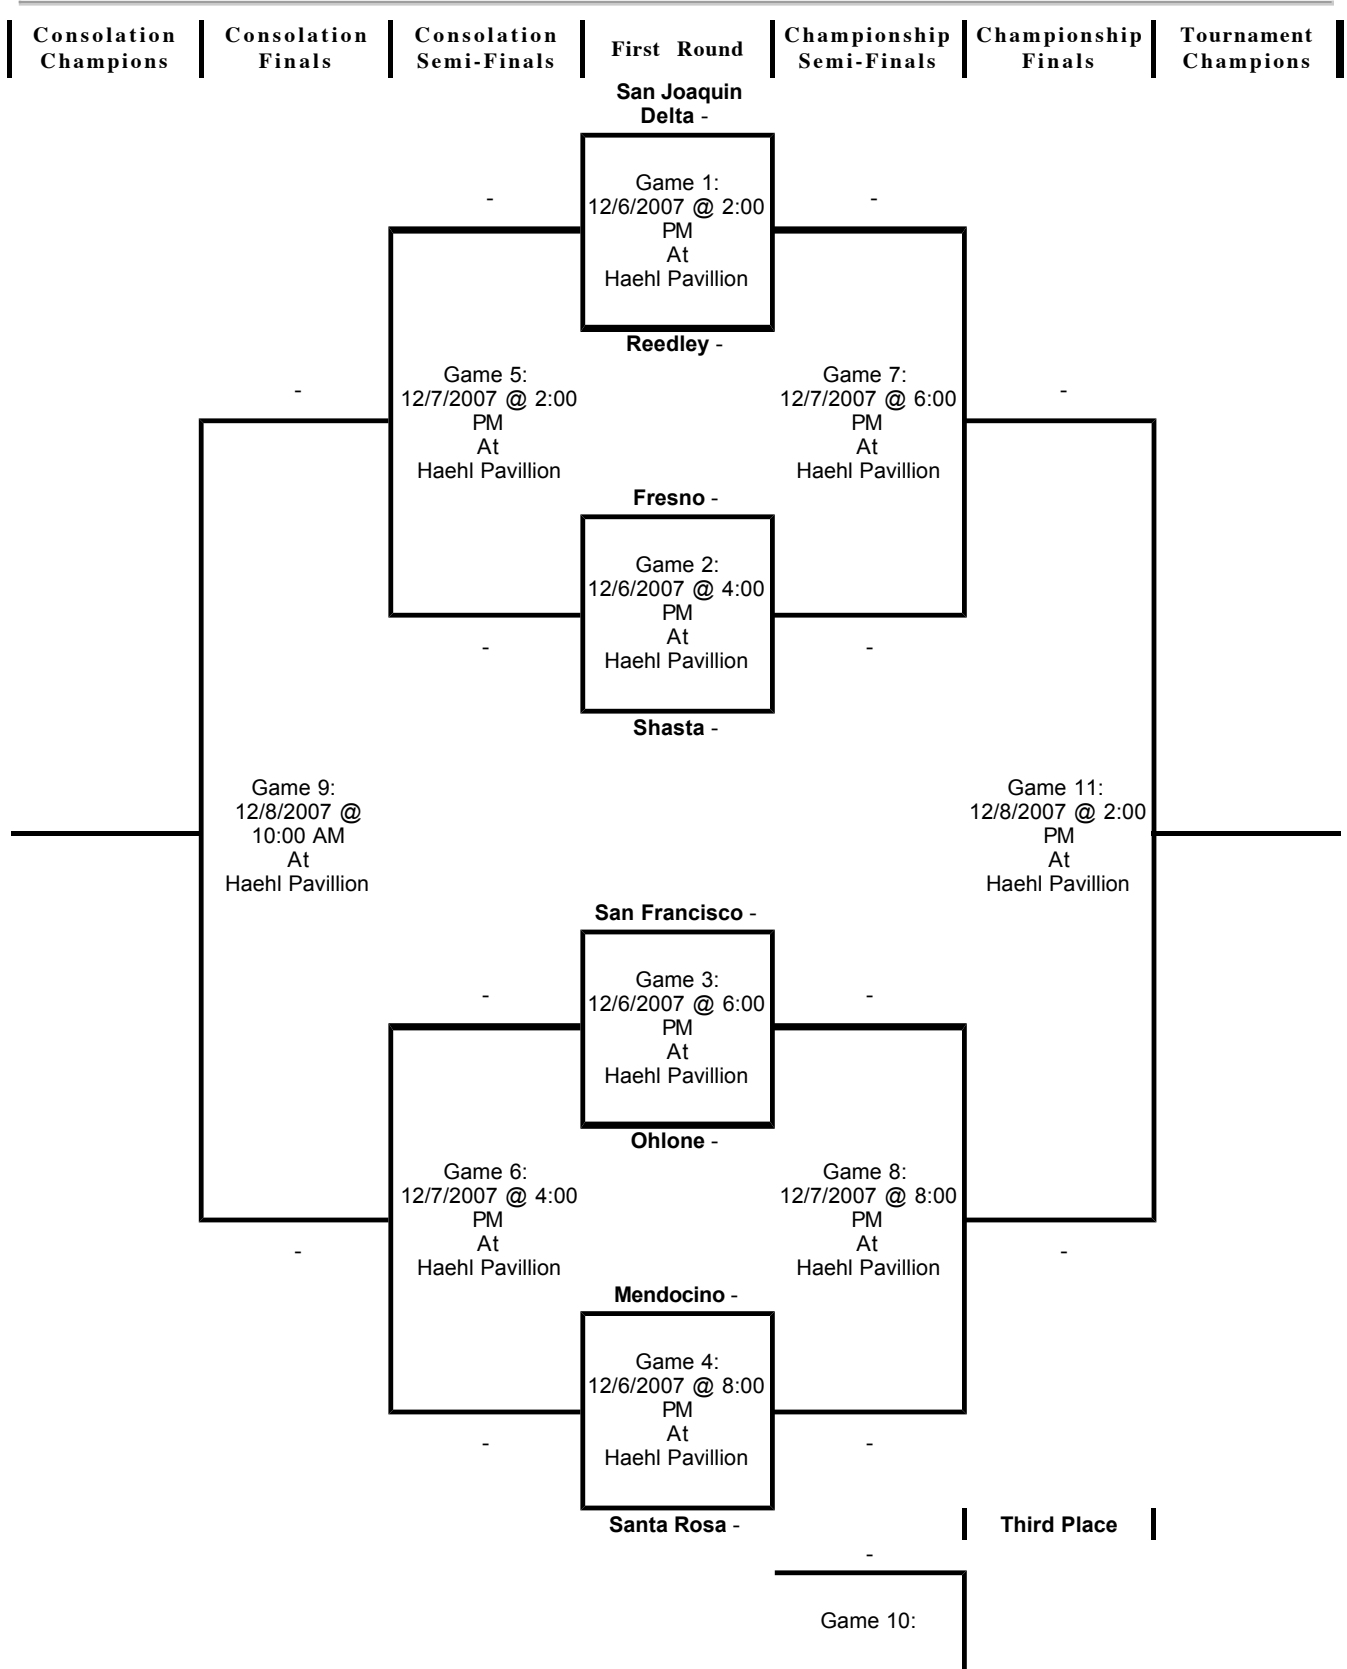 Consolation Champions
Consolation Finals
Consolation Semi-Finals
First Round
Championship Semi-Finals
Championship Finals
Tournament Champions
San Joaquin
Delta -
Game 1:
12/6/2007 @ 2:00
PM
At
Haehl Pavillion
-
-
Reedley -
Game 5:
12/7/2007 @ 2:00
PM
At
Haehl Pavillion
Game 7:
12/7/2007 @ 6:00
PM
At
Haehl Pavillion
-
-
Fresno -
Game 2:
12/6/2007 @ 4:00
PM
At
Haehl Pavillion
-
-
Shasta -
Game 9:
12/8/2007 @
10:00 AM
At
Haehl Pavillion
Game 11:
12/8/2007 @ 2:00
PM
At
Haehl Pavillion
San Francisco -
Game 3:
12/6/2007 @ 6:00
PM
At
Haehl Pavillion
-
-
Ohlone -
Game 6:
12/7/2007 @ 4:00
PM
At
Haehl Pavillion
Game 8:
12/7/2007 @ 8:00
PM
At
Haehl Pavillion
-
-
Mendocino -
Game 4:
12/6/2007 @ 8:00
PM
At
Haehl Pavillion
-
-
Santa Rosa -
Third Place
-
Game 10: